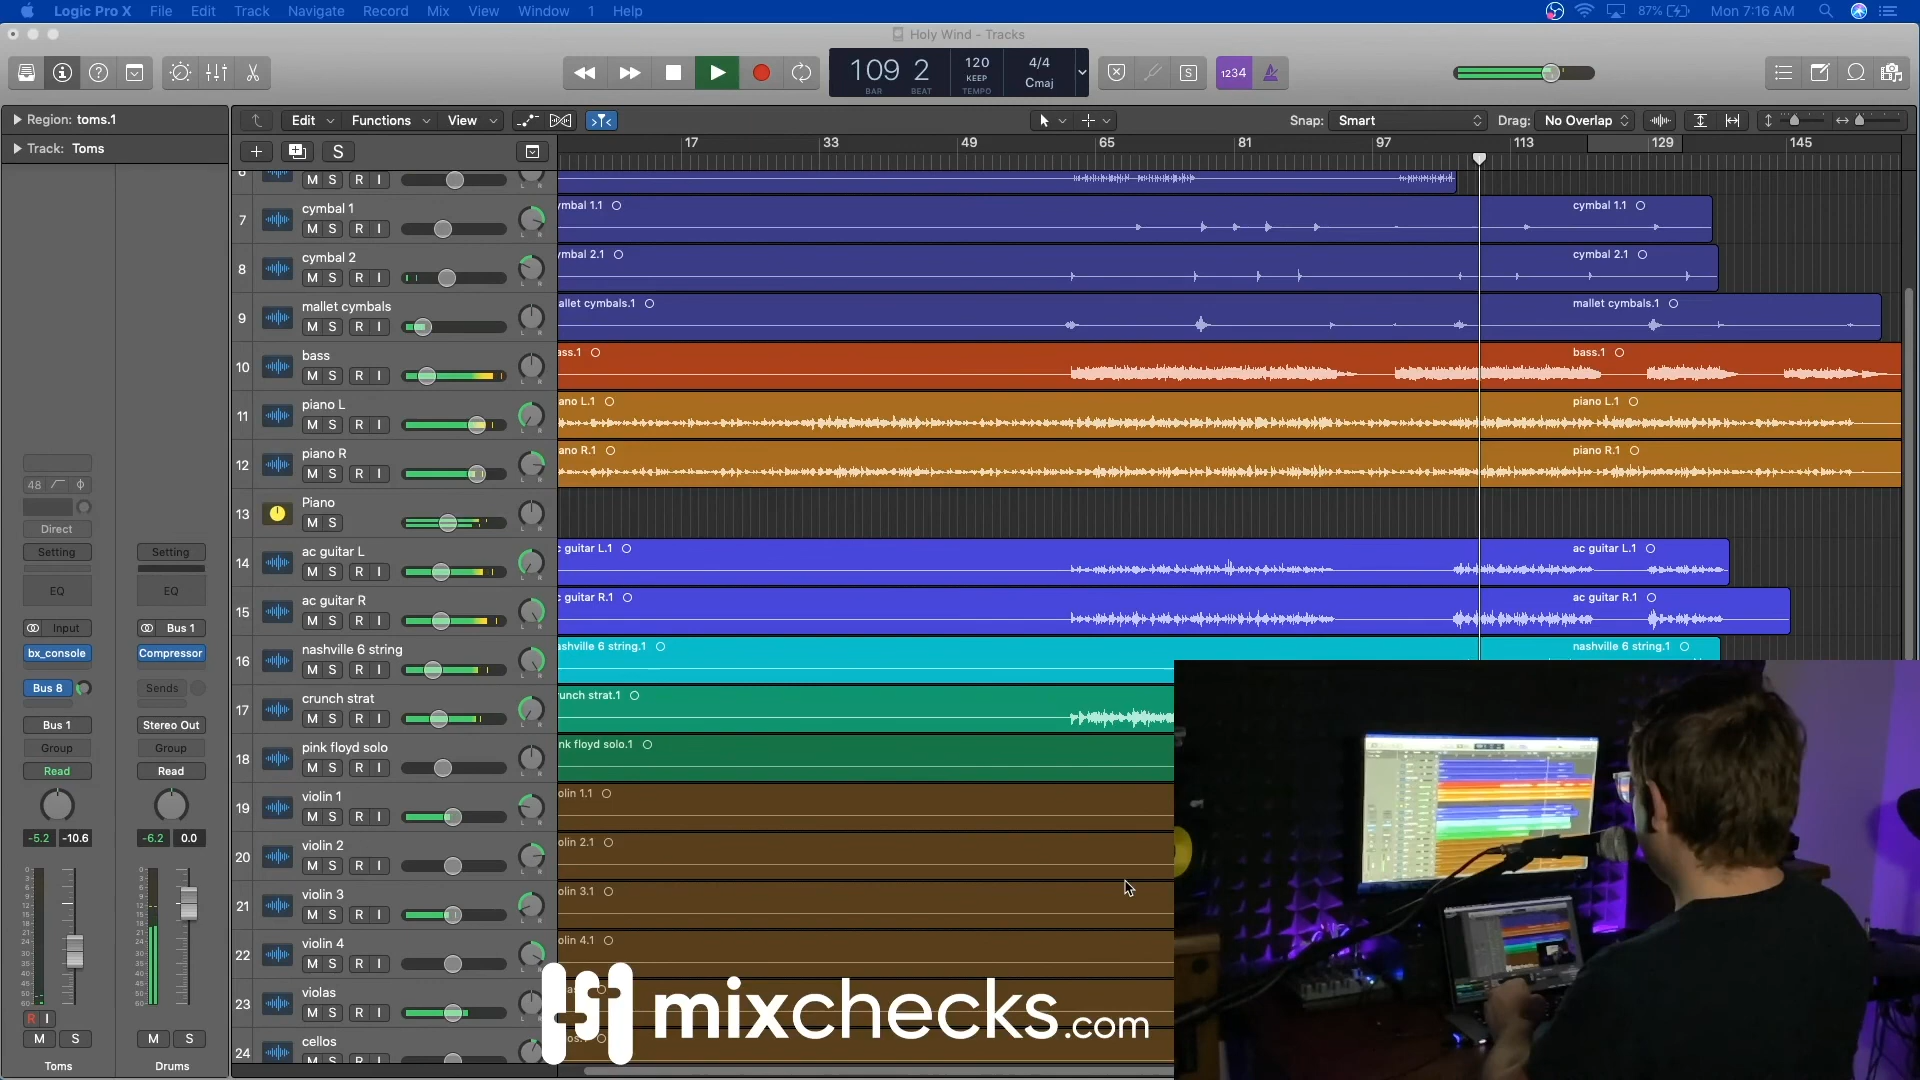 Logic Pro X File Edit Track Navigate Record Mix View Window 1 Help
87% Mon 7:16 AM
Holy Wind - Tracks
109 2 120 4/4
KEEP Cmaj
BAR BEAT TEMPO
S 1234
Region: toms.1
Track: Toms
Edit Functions View
Snap: Smart Drag: No Overlap
S
17 33 49 65 81 97 113 129 145
6 M S R I
7 cymbal 1 M S R I
ymbal 1.1 cymbal 1.1
8 cymbal 2 M S R I
ymbal 2.1 cymbal 2.1
9 mallet cymbals M S R I
allet cymbals.1 mallet cymbals.1
10 bass M S R I
ass.1 bass.1
11 piano L M S R I
ano L.1 piano L.1
12 piano R M S R I
ano R.1 piano R.1
13 Piano M S
14 ac guitar L M S R I
c guitar L.1 ac guitar L.1
15 ac guitar R M S R I
c guitar R.1 ac guitar R.1
16 nashville 6 string M S R I
ashville 6 string.1 nashville 6 string.1
17 crunch strat M S R I
runch strat.1
18 pink floyd solo M S R I
nk floyd solo.1
19 violin 1 M S R I
olin 1.1
20 violin 2 M S R I
olin 2.1
21 violin 3 M S R I
olin 3.1
22 violin 4 M S R I
olin 4.1
23 violas M S R I
24 cellos M S R I
48
Direct
Setting Setting
EQ EQ
Input Bus 1
bx_console Compressor
Bus 8 Sends
Bus 1 Stereo Out
Group Group
Read Read
-5.2 -10.6 -6.2 0.0
R I
M S M S
Toms Drums
mixchecks.com